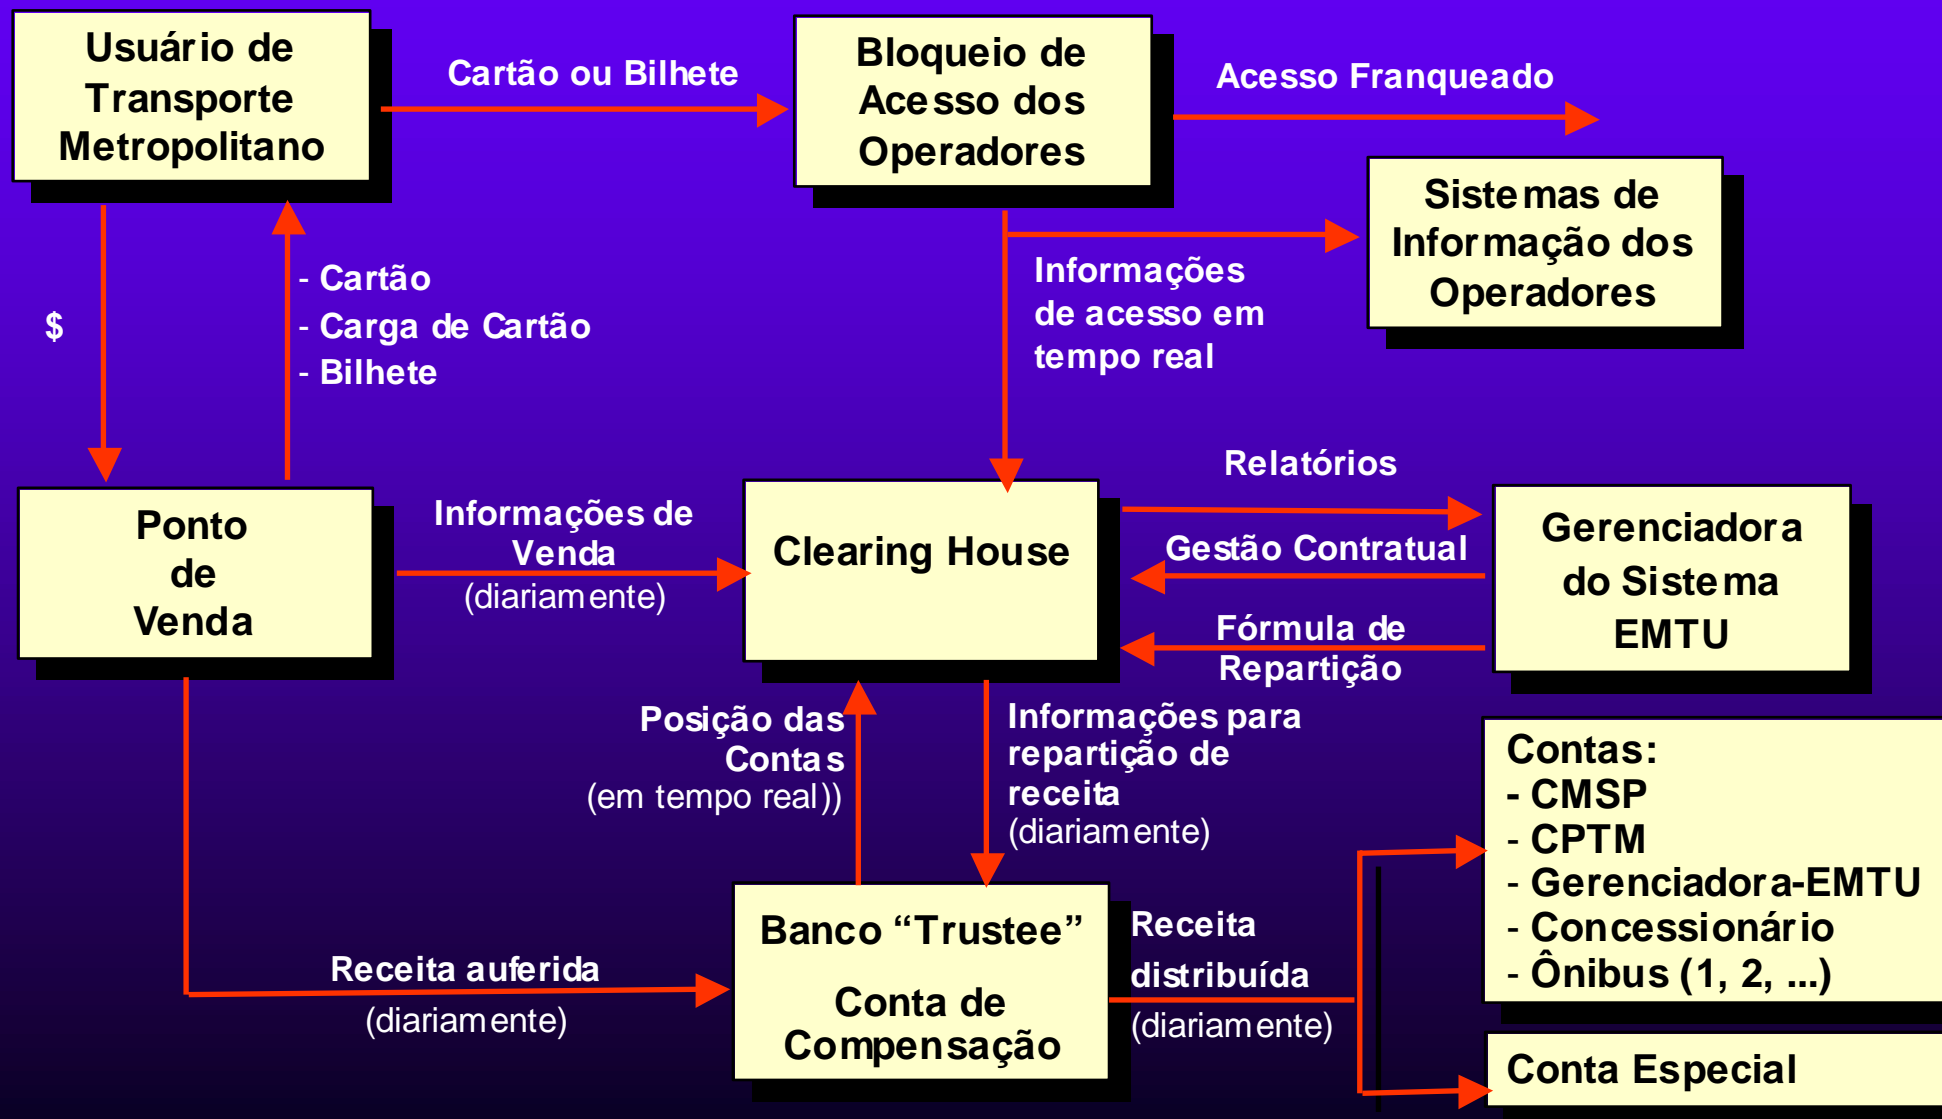 Usuário de
Transporte
Metropolitano
Cartão ou Bilhete
Bloqueio de
Acesso dos
Operadores
Acesso Franqueado
Sistemas de
Informação dos
Operadores
$
- Cartão
- Carga de Cartão
- Bilhete
Informações
de acesso em
tempo real
Ponto
de
Venda
Informações de
Venda
(diariamente)
Clearing House
Relatórios
Gestão Contratual
Fórmula de
Repartição
Gerenciadora
do Sistema
EMTU
Posição das
Contas
(em tempo real))
Informações para
repartição de
receita
(diariamente)
Receita auferida
(diariamente)
Banco “Trustee”
Conta de
Compensação
Receita
distribuída
(diariamente)
Contas:
- CMSP
- CPTM
- Gerenciadora-EMTU
- Concessionário
- Ônibus (1, 2, ...)
Conta Especial